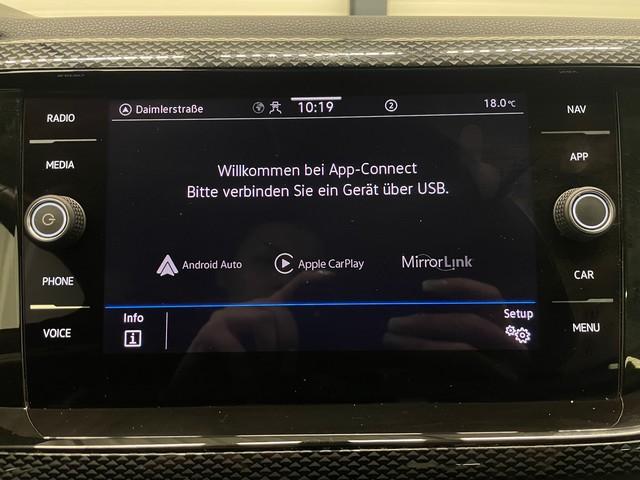 RADIO
MEDIA
PHONE
VOICE
Daimlerstraße
10:19
2
18.0°C
Willkommen bei App-Connect
Bitte verbinden Sie ein Gerät über USB.
Android Auto
Apple CarPlay
MirrorLink
Info
i
Setup
NAV
APP
CAR
MENU